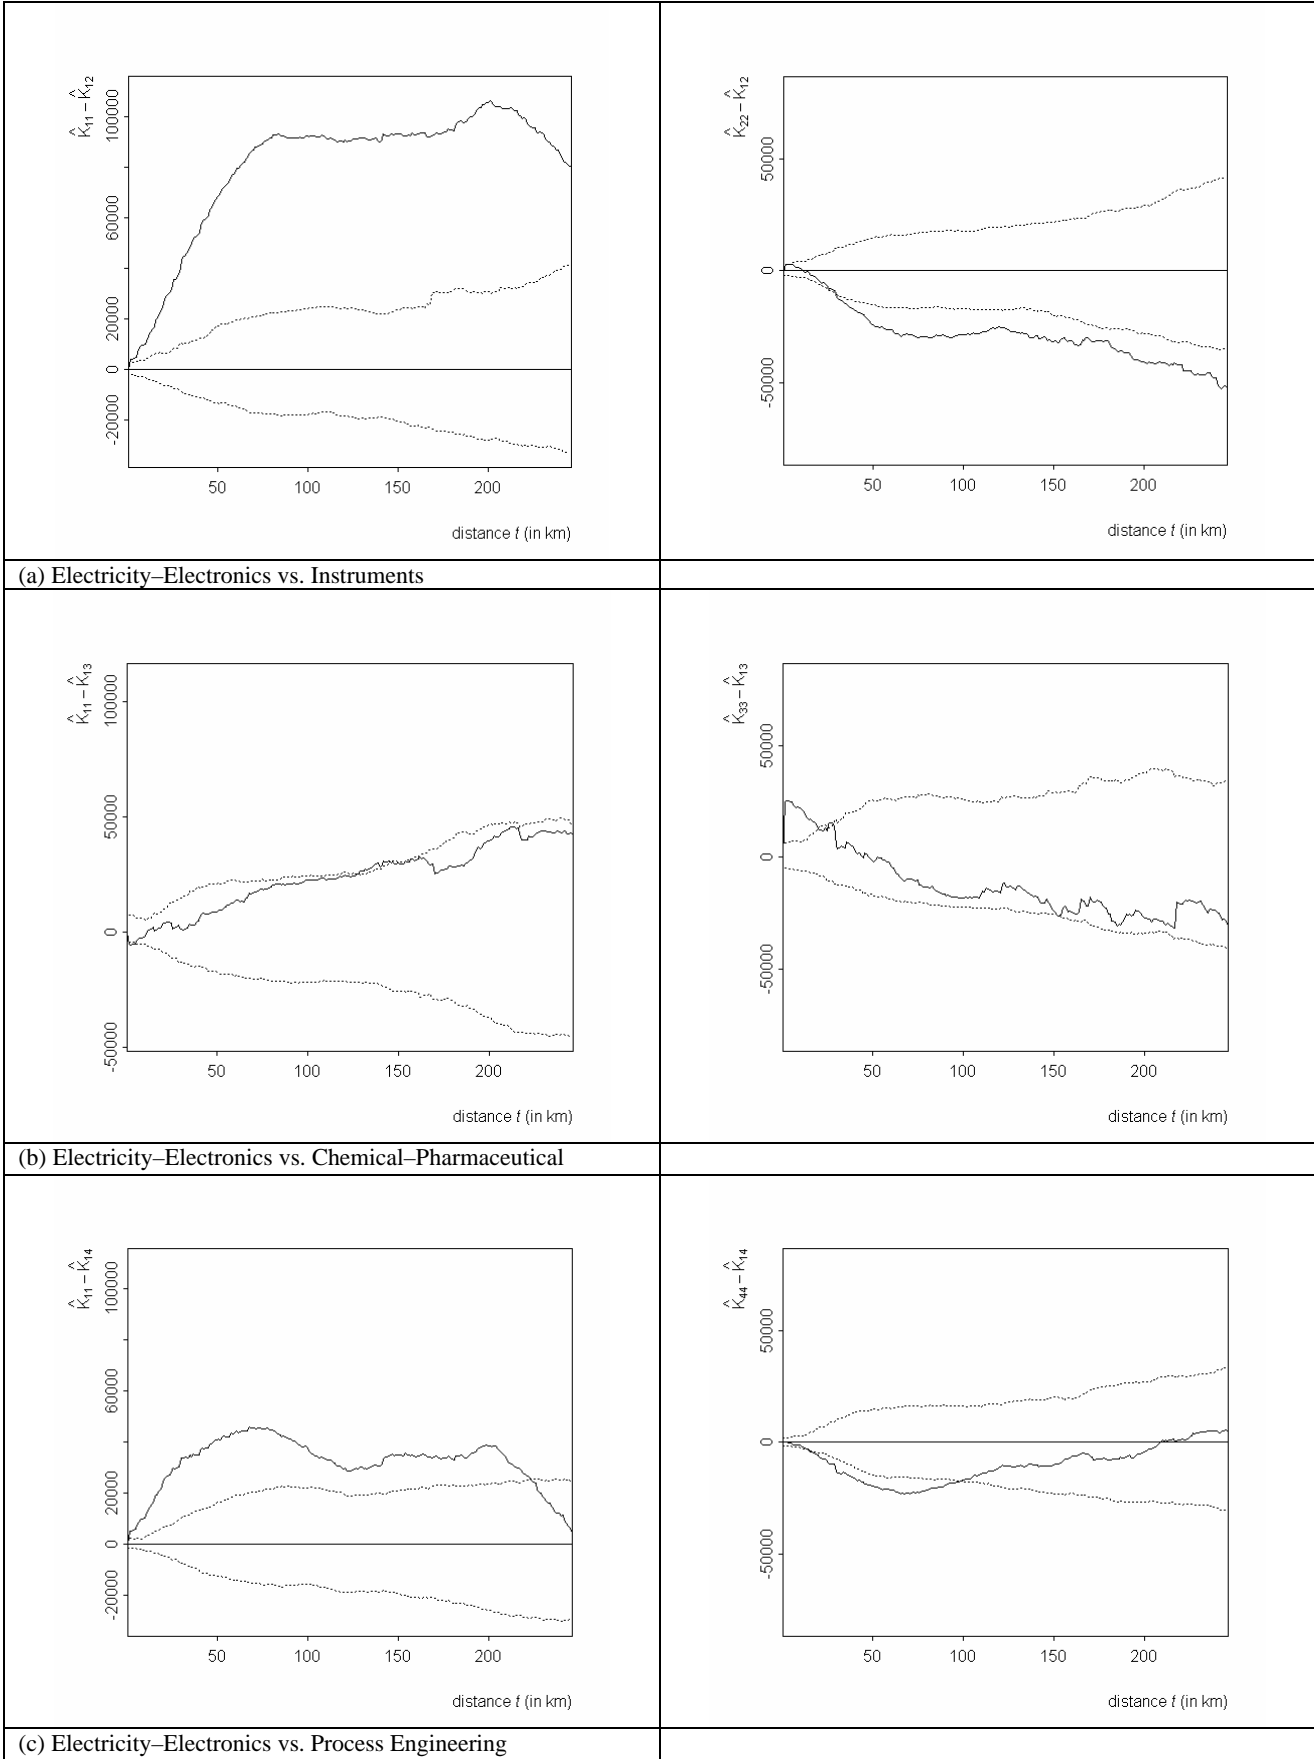 K̂₁₁ – K̂₁₂
100000
60000
20000
0
-20000
50 100 150 200
distance t (in km)
K̂₂₂ – K̂₁₂
50000
0
-50000
50 100 150 200
distance t (in km)
(a) Electricity–Electronics vs. Instruments
K̂₁₁ – K̂₁₃
100000
50000
0
-50000
50 100 150 200
distance t (in km)
K̂₃₃ – K̂₁₃
50000
0
-50000
50 100 150 200
distance t (in km)
(b) Electricity–Electronics vs. Chemical–Pharmaceutical
K̂₁₁ – K̂₁₄
100000
60000
20000
0
-20000
50 100 150 200
distance t (in km)
K̂₄₄ – K̂₁₄
50000
0
-50000
50 100 150 200
distance t (in km)
(c) Electricity–Electronics vs. Process Engineering